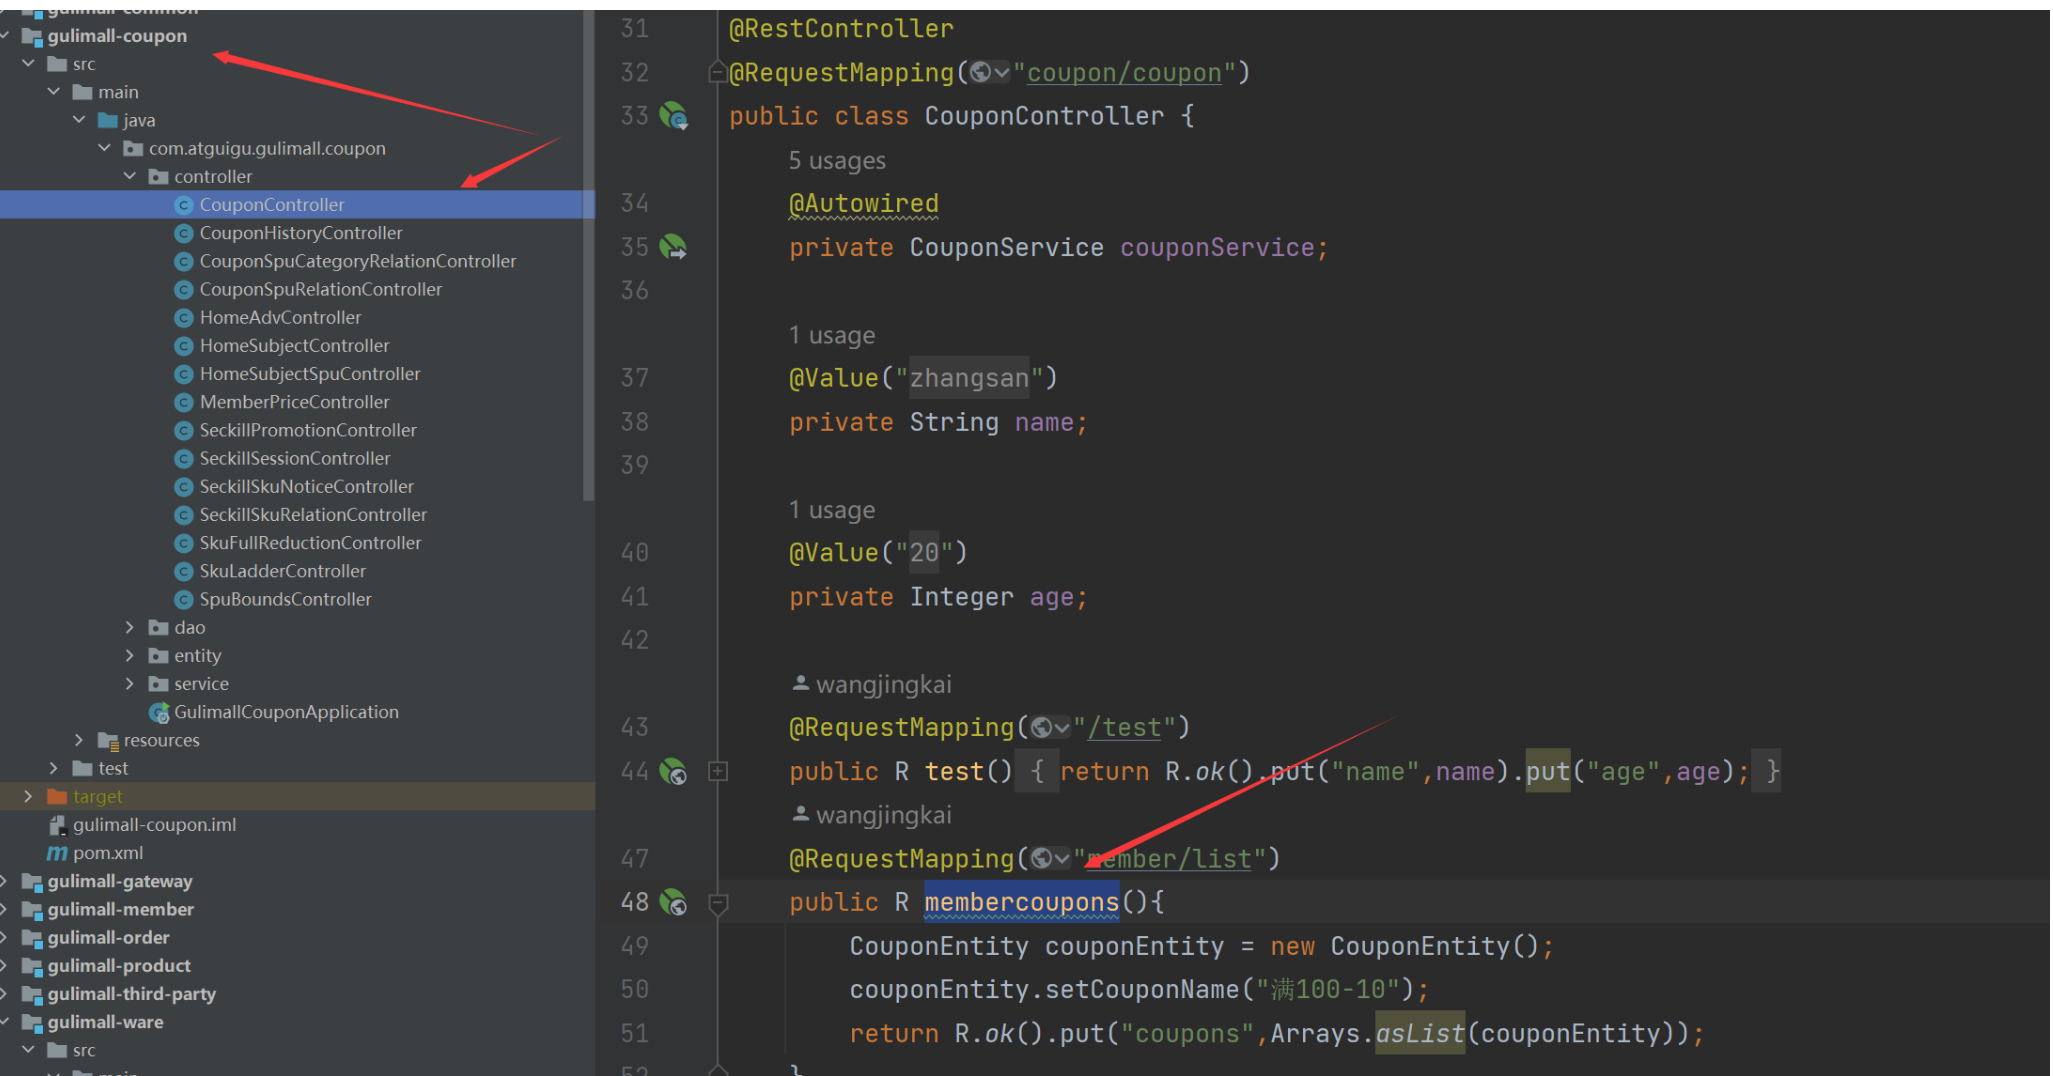 gulimall-common
gulimall-coupon
src
main
java
com.atguigu.gulimall.coupon
controller
CouponController
CouponHistoryController
CouponSpuCategoryRelationController
CouponSpuRelationController
HomeAdvController
HomeSubjectController
HomeSubjectSpuController
MemberPriceController
SeckillPromotionController
SeckillSessionController
SeckillSkuNoticeController
SeckillSkuRelationController
SkuFullReductionController
SkuLadderController
SpuBoundsController
dao
entity
service
GulimallCouponApplication
resources
test
target
gulimall-coupon.iml
pom.xml
gulimall-gateway
gulimall-member
gulimall-order
gulimall-product
gulimall-third-party
gulimall-ware
src
main
31 @RestController
32 @RequestMapping("coupon/coupon")
33 public class CouponController {
5 usages
34 @Autowired
35 private CouponService couponService;
36
1 usage
37 @Value("zhangsan")
38 private String name;
39
1 usage
40 @Value("20")
41 private Integer age;
42
wangjingkai
43 @RequestMapping("/test")
44 public R test() { return R.ok().put("name",name).put("age",age); }
wangjingkai
47 @RequestMapping("member/list")
48 public R membercoupons(){
49 CouponEntity couponEntity = new CouponEntity();
50 couponEntity.setCouponName("满100-10");
51 return R.ok().put("coupons",Arrays.asList(couponEntity));
52 }